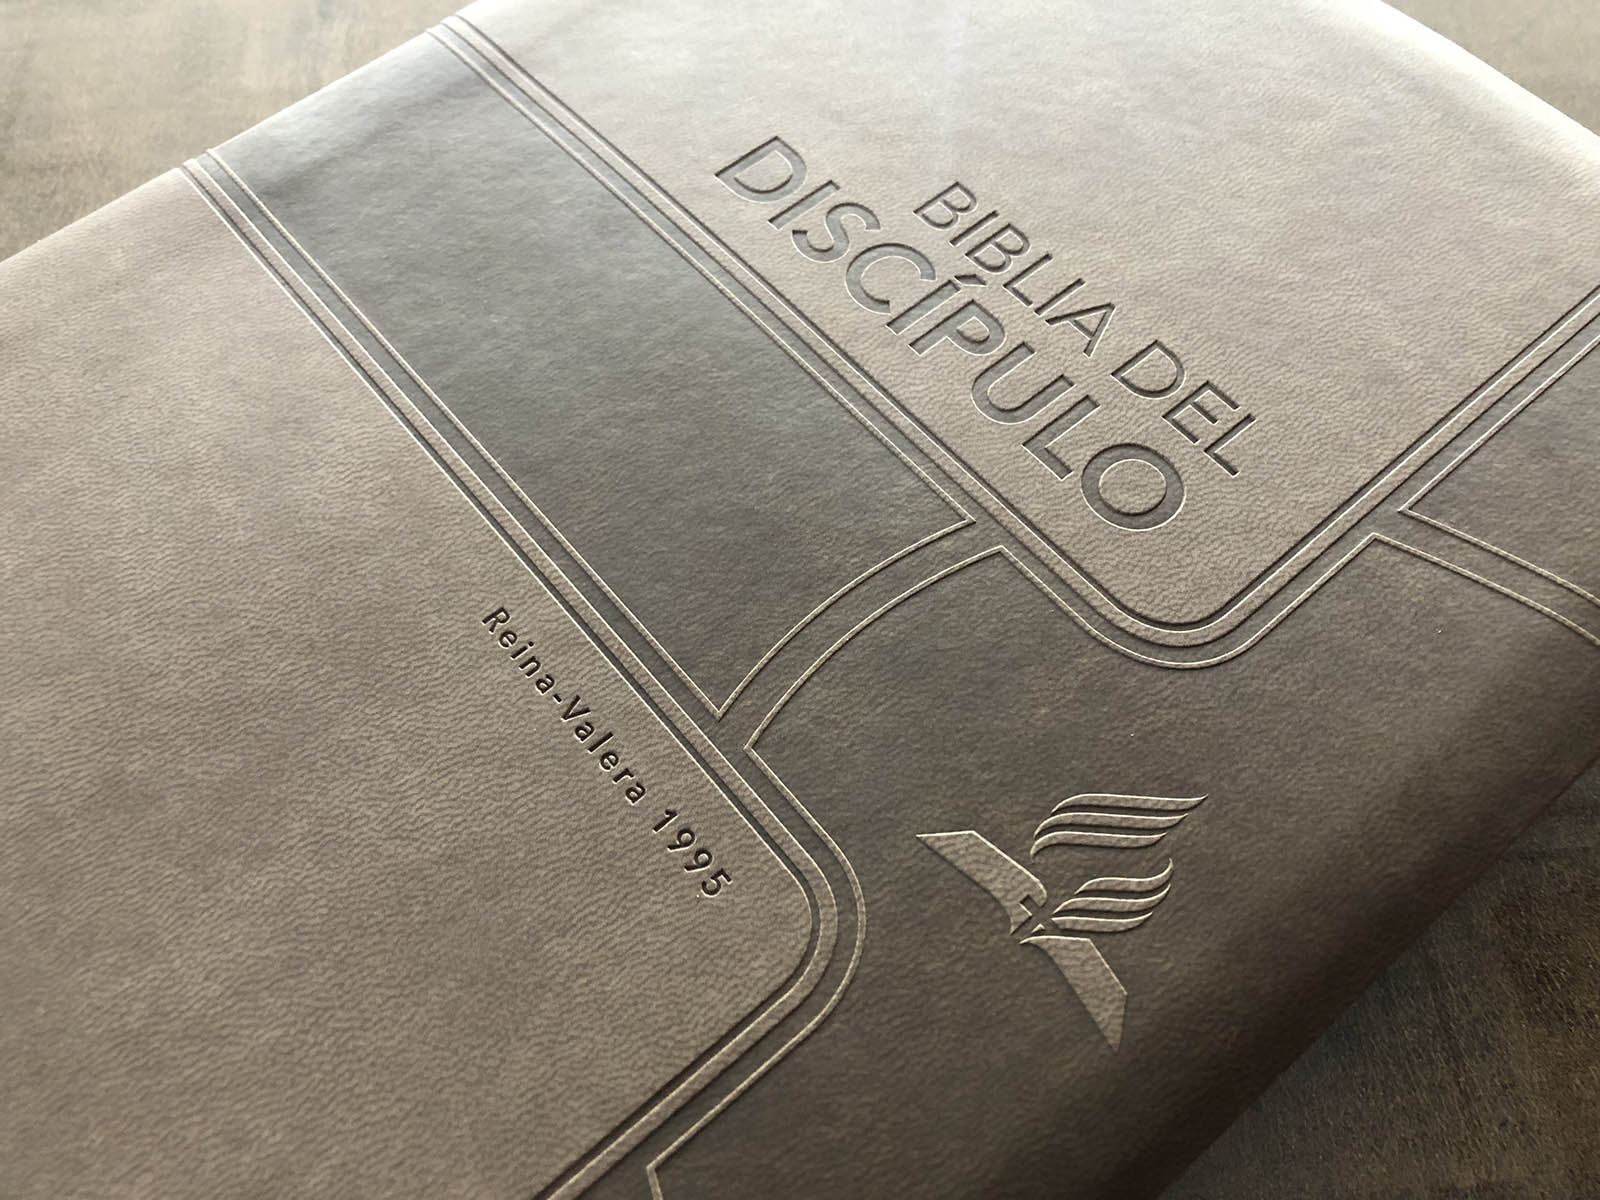 BIBLIA DEL
DISCÍPULO
Reina-Valera 1995